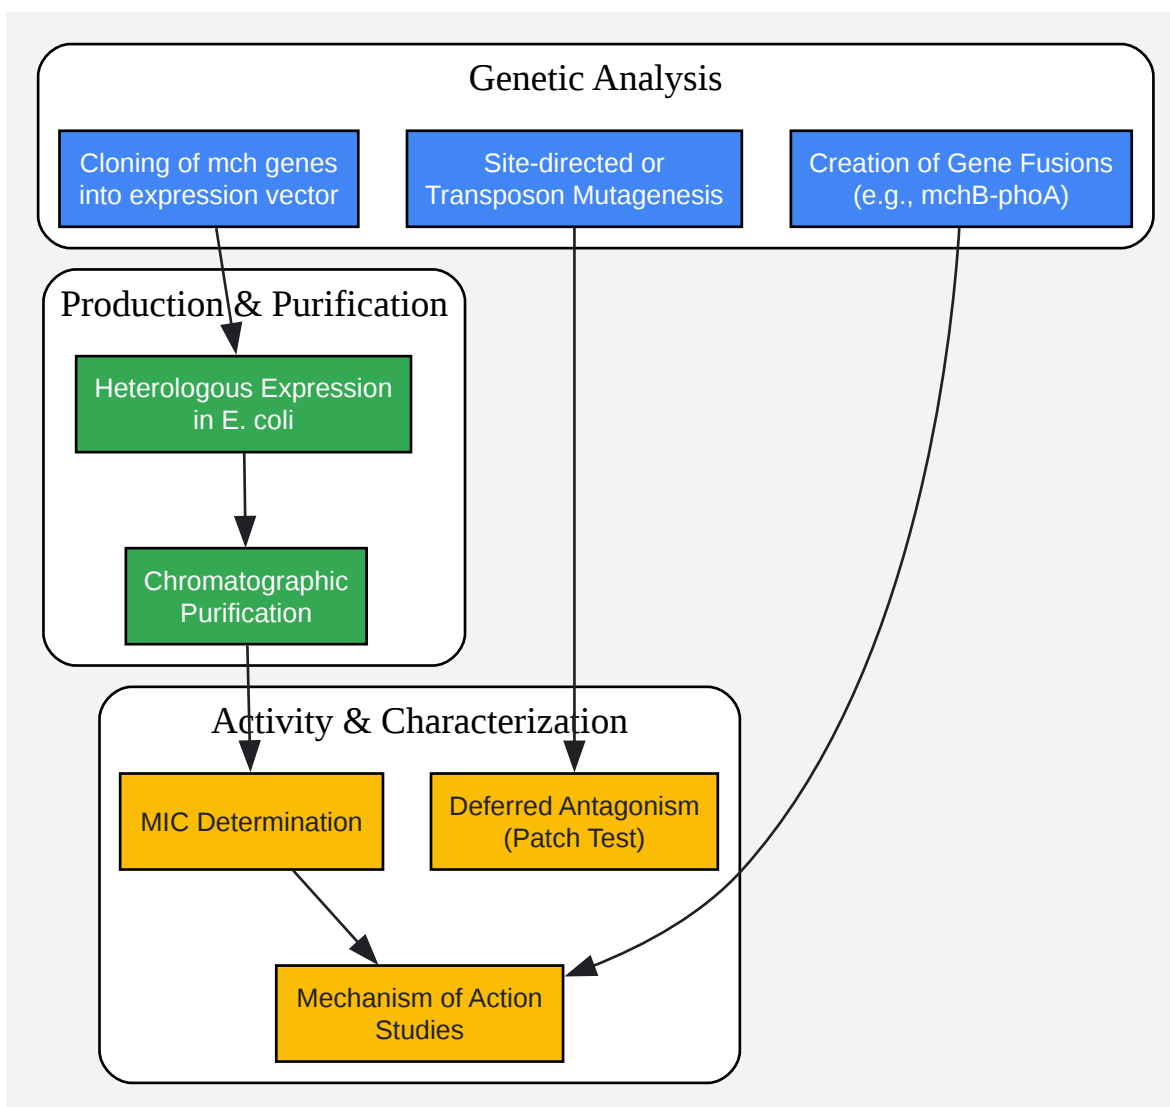 Genetic Analysis
Cloning of mch genes
into expression vector
Site-directed or
Transposon Mutagenesis
Creation of Gene Fusions
(e.g., mchB-phoA)
Production & Purification
Heterologous Expression
in E. coli
Chromatographic
Purification
Activity & Characterization
MIC Determination
Deferred Antagonism
(Patch Test)
Mechanism of Action
Studies